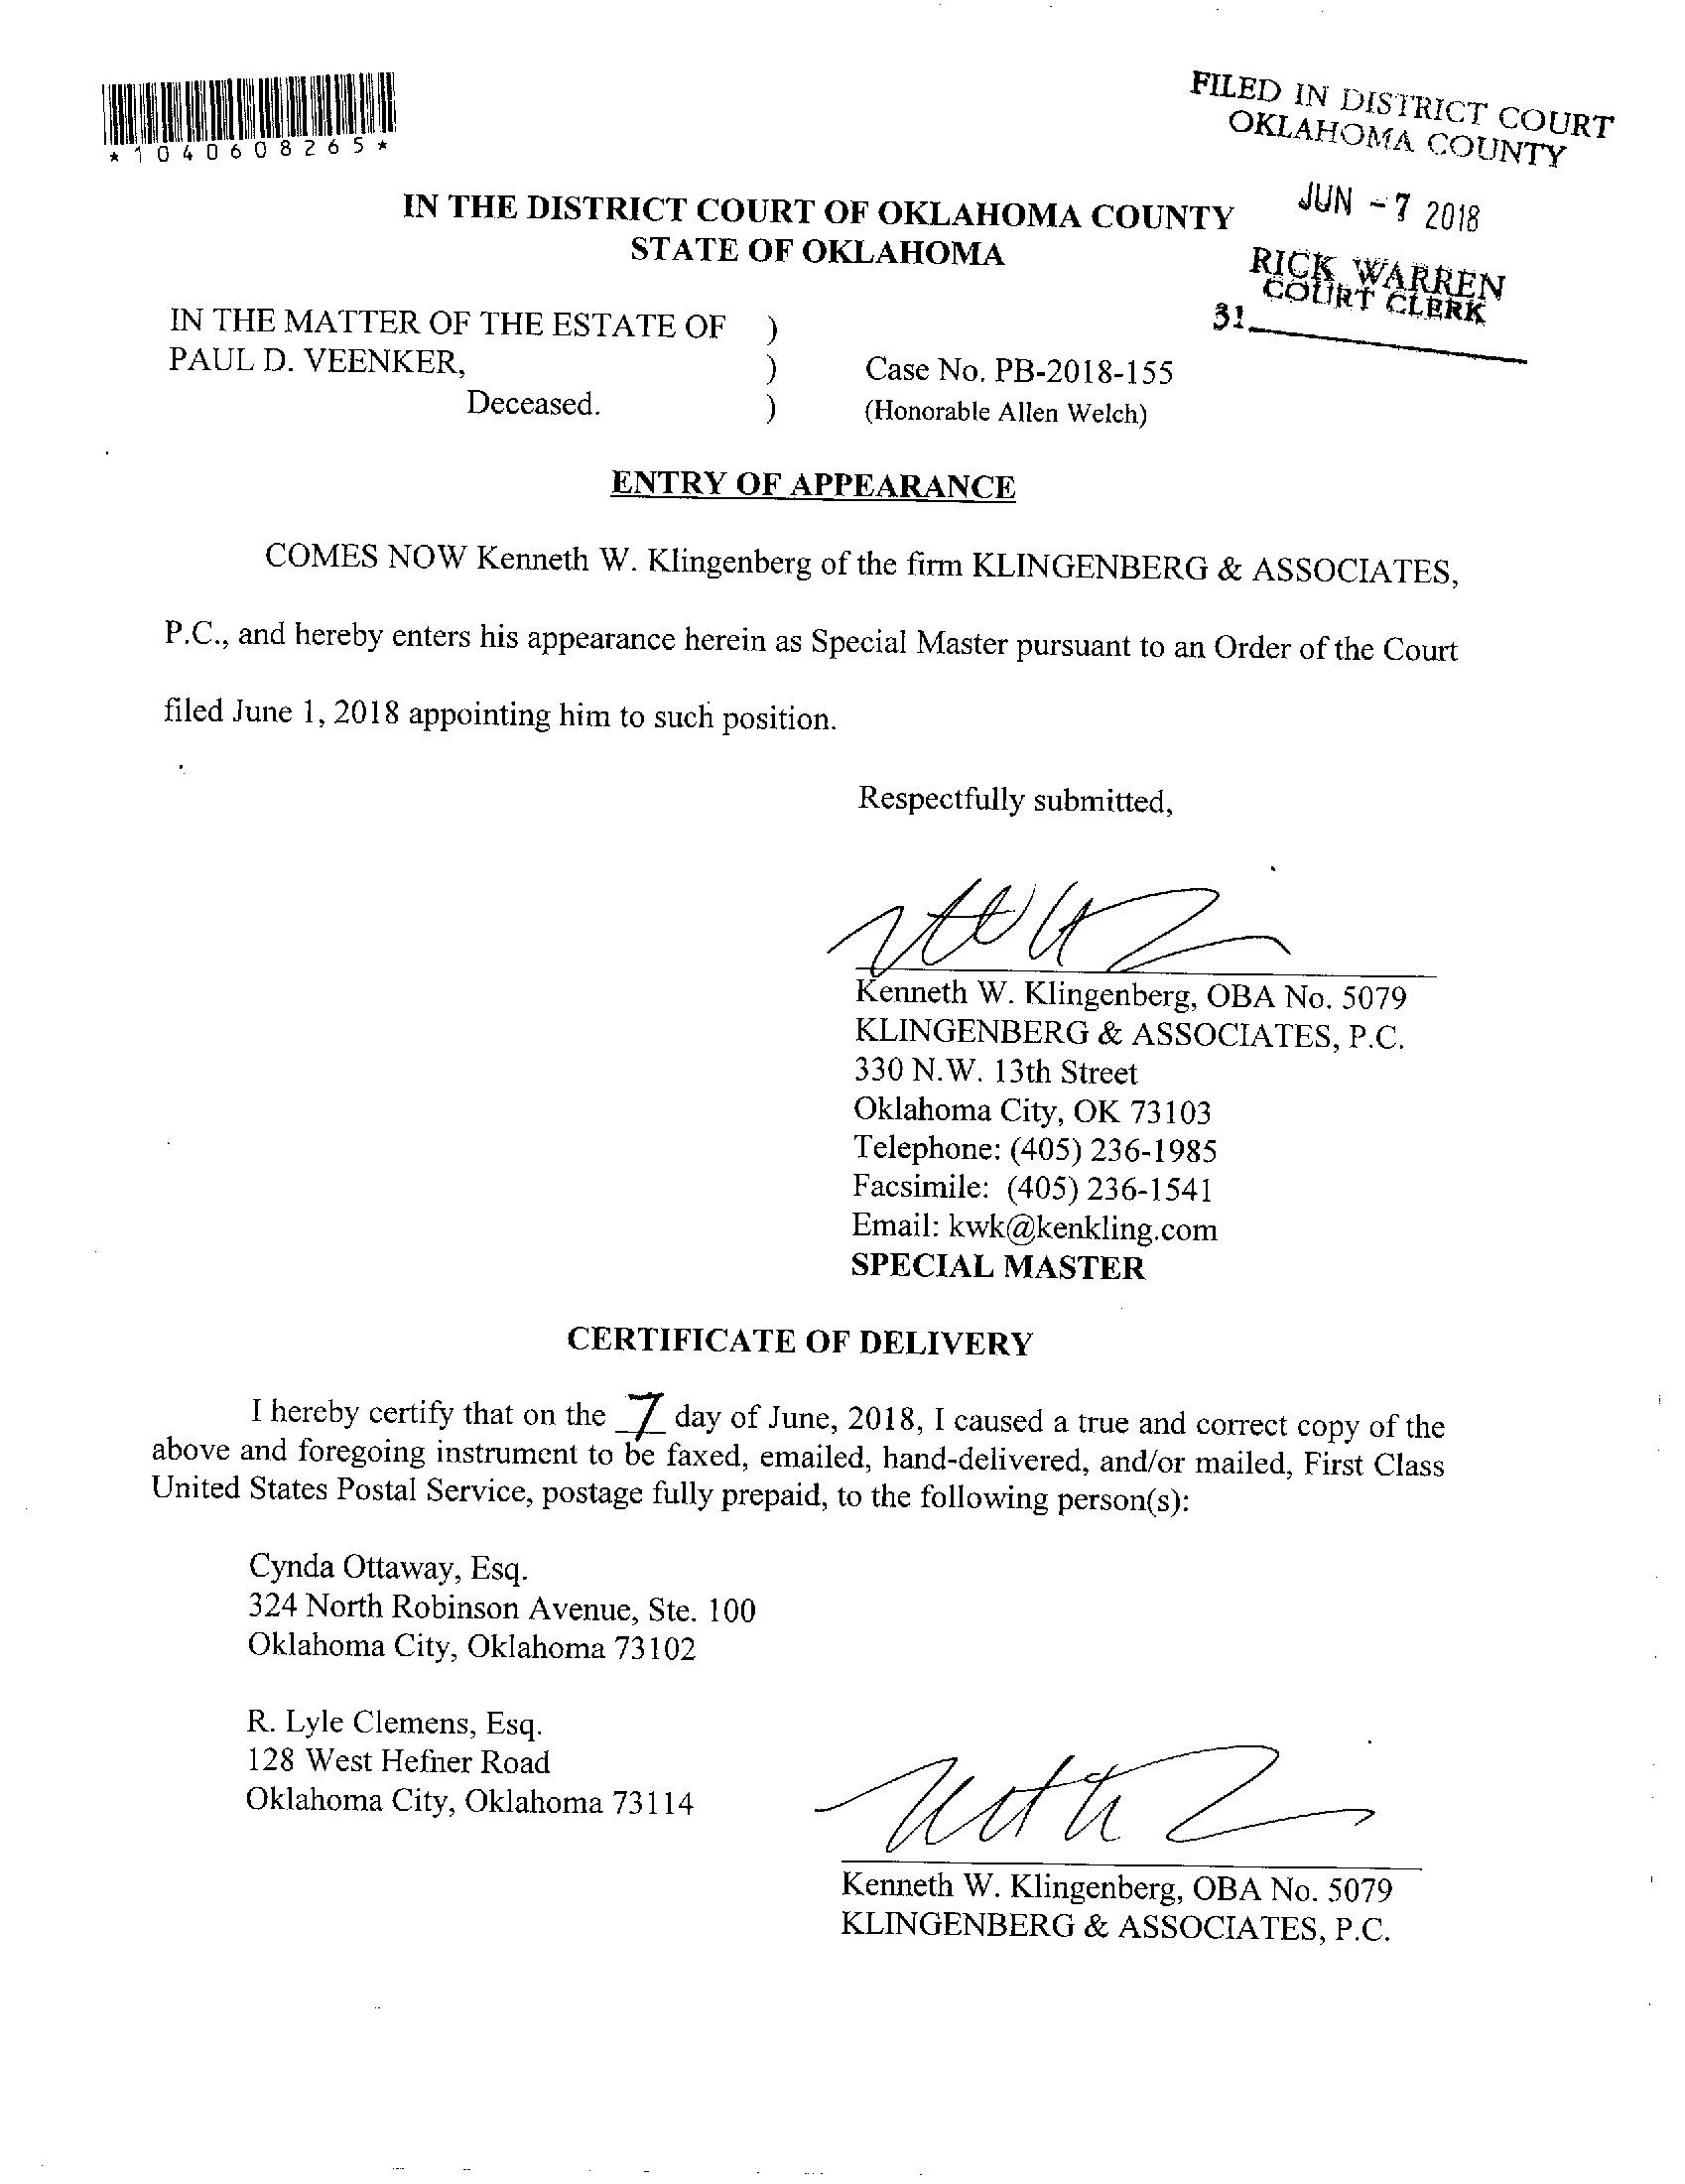 *1040608265*
FILED IN DISTRICT COURT
OKLAHOMA COUNTY
JUN -7 2018
RICK WARREN
COURT CLERK
31
IN THE DISTRICT COURT OF OKLAHOMA COUNTY
STATE OF OKLAHOMA
IN THE MATTER OF THE ESTATE OF )
PAUL D. VEENKER, ) Case No. PB-2018-155
Deceased. ) (Honorable Allen Welch)
ENTRY OF APPEARANCE
COMES NOW Kenneth W. Klingenberg of the firm KLINGENBERG & ASSOCIATES,
P.C., and hereby enters his appearance herein as Special Master pursuant to an Order of the Court
filed June 1, 2018 appointing him to such position.
Respectfully submitted,
Kenneth W. Klingenberg, OBA No. 5079
KLINGENBERG & ASSOCIATES, P.C.
330 N.W. 13th Street
Oklahoma City, OK 73103
Telephone: (405) 236-1985
Facsimile: (405) 236-1541
Email: kwk@kenkling.com
SPECIAL MASTER
CERTIFICATE OF DELIVERY
I hereby certify that on the 7 day of June, 2018, I caused a true and correct copy of the
above and foregoing instrument to be faxed, emailed, hand-delivered, and/or mailed, First Class
United States Postal Service, postage fully prepaid, to the following person(s):
Cynda Ottaway, Esq.
324 North Robinson Avenue, Ste. 100
Oklahoma City, Oklahoma 73102
R. Lyle Clemens, Esq.
128 West Hefner Road
Oklahoma City, Oklahoma 73114
Kenneth W. Klingenberg, OBA No. 5079
KLINGENBERG & ASSOCIATES, P.C.